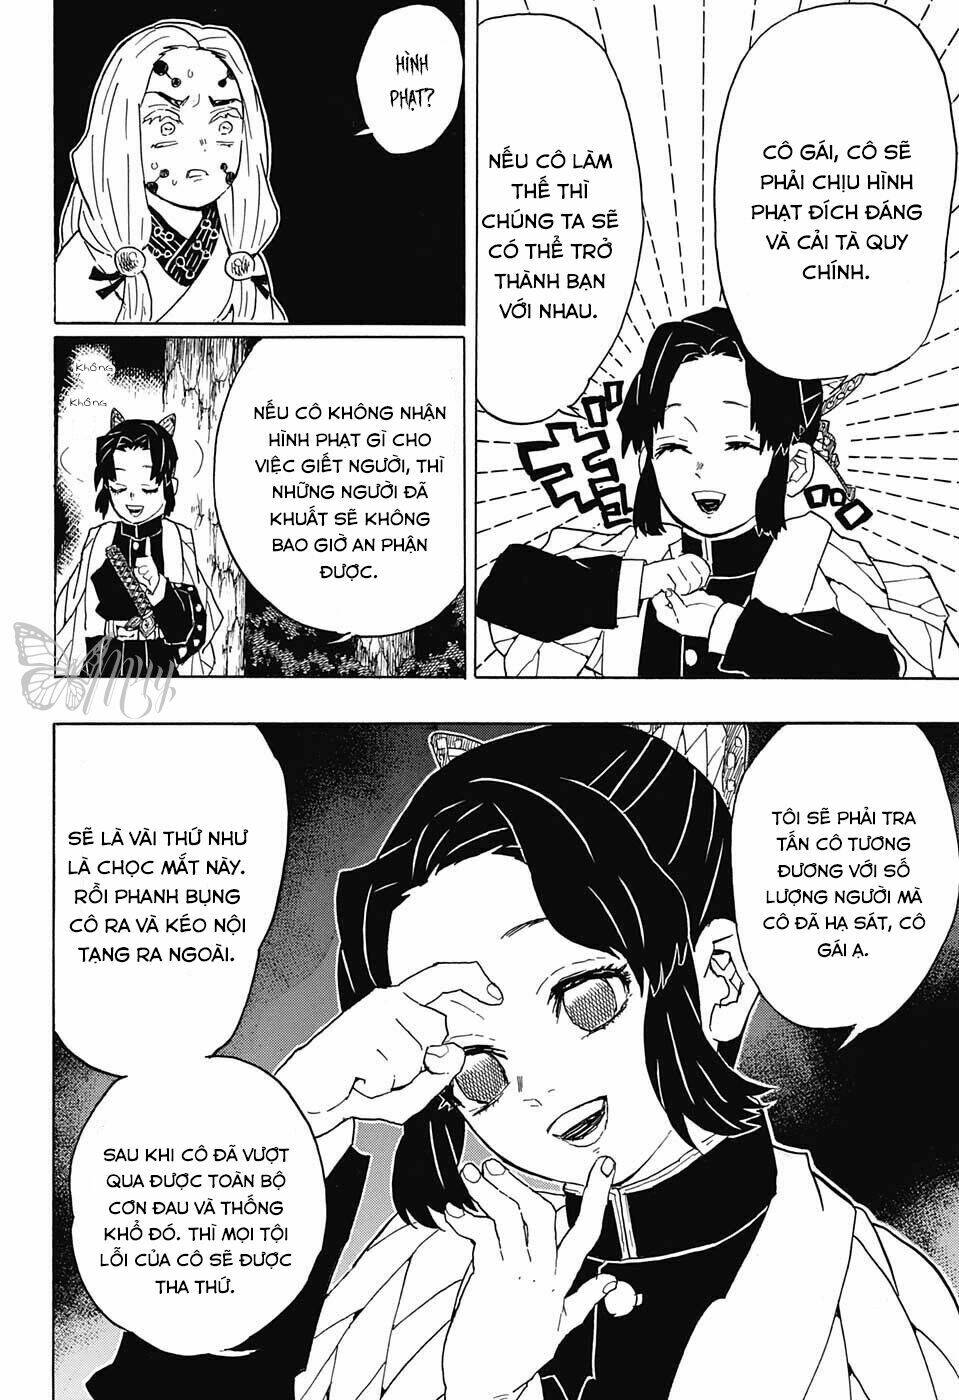 CÔ GÁI, CÔ SẼ
PHẢI CHỊU HÌNH
PHẠT ĐÍCH ĐÁNG
VÀ CẢI TÀ QUY
CHÍNH.
NẾU CÔ LÀM
THẾ THÌ
CHÚNG TA SẼ
CÓ THỂ TRỞ
THÀNH BẠN
VỚI NHAU.
HÌNH
PHẠT?
Không
Không
NẾU CÔ KHÔNG NHẬN
HÌNH PHẠT GÌ CHO
VIỆC GIẾT NGƯỜI, THÌ
NHỮNG NGƯỜI ĐÃ
KHUẤT SẼ KHÔNG
BAO GIỜ AN PHẬN
ĐƯỢC.
TÔI SẼ PHẢI TRA
TẤN CÔ TƯƠNG
ĐƯƠNG VỚI SỐ
LƯỢNG NGƯỜI MÀ
CÔ ĐÃ HẠ SÁT, CÔ
GÁI Ạ.
SẼ LÀ VÀI THỨ NHƯ
LÀ CHỌC MẮT NÀY.
RỒI PHANH BỤNG
CÔ RA VÀ KÉO NỘI
TẠNG RA NGOÀI.
SAU KHI CÔ ĐÃ VƯỢT
QUA ĐƯỢC TOÀN BỘ
CƠN ĐAU VÀ THỐNG
KHỔ ĐÓ. THÌ MỌI TỘI
LỖI CỦA CÔ SẼ ĐƯỢC
THA THỨ.